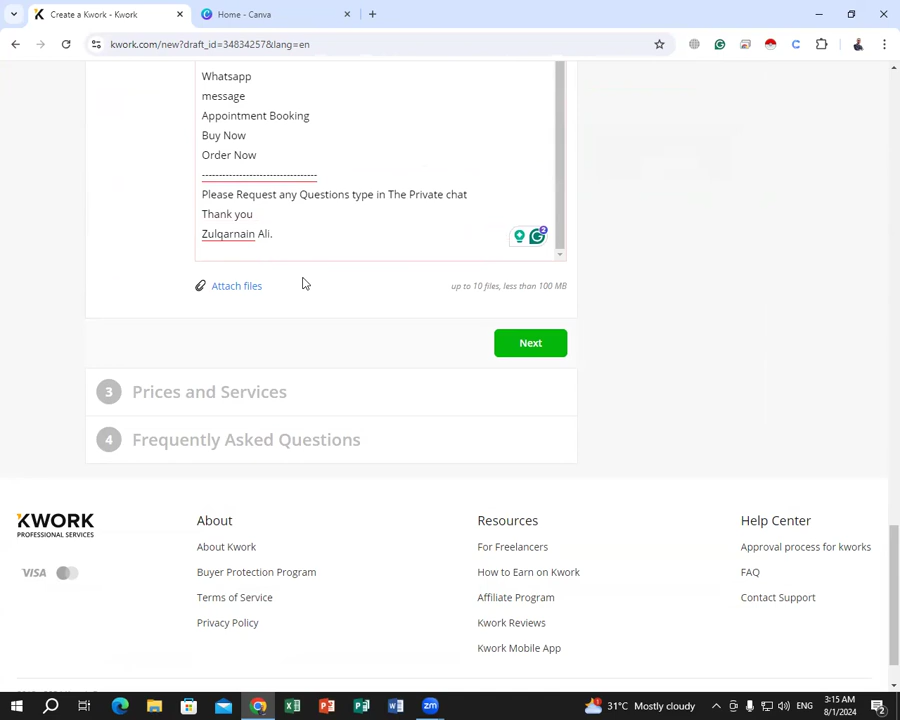 Create a Kwork - Kwork
Home - Canva
kwork.com/new?draft_id=34834257&lang=en
Whatsapp
message
Appointment Booking
Buy Now
Order Now
---------------------------------
Please Request any Questions type in The Private chat
Thank you
Zulqarnain Ali.
2
Attach files
up to 10 files, less than 100 MB
Next
3 Prices and Services
4 Frequently Asked Questions
KWORK
PROFESSIONAL SERVICES
VISA
About
About Kwork
Buyer Protection Program
Terms of Service
Privacy Policy
Resources
For Freelancers
How to Earn on Kwork
Affiliate Program
Kwork Reviews
Kwork Mobile App
Help Center
Approval process for kworks
FAQ
Contact Support
31°C Mostly cloudy
ENG
3:15 AM
8/1/2024
2